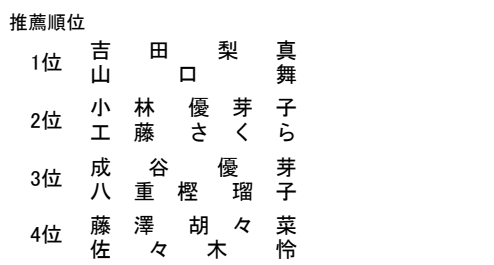 推薦順位
1位 吉田梨真
山口舞
2位 小林優芽子
工藤さくら
3位 成谷優芽
八重樫瑠子
4位 藤澤胡々菜
佐々木怜